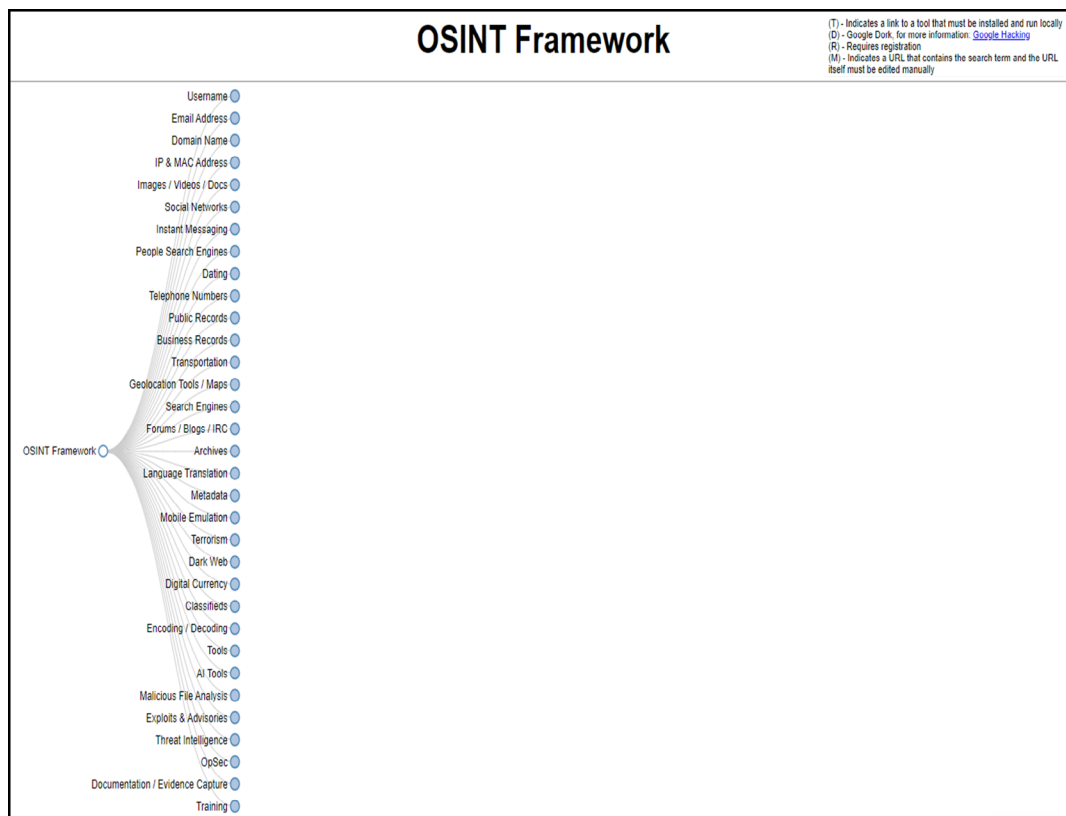 OSINT Framework
(T) - Indicates a link to a tool that must be installed and run locally
(D) - Google Dork, for more information: Google Hacking
(R) - Requires registration
(M) - Indicates a URL that contains the search term and the URL
itself must be edited manually
Username
Email Address
Domain Name
IP & MAC Address
Images / Videos / Docs
Social Networks
Instant Messaging
People Search Engines
Dating
Telephone Numbers
Public Records
Business Records
Transportation
Geolocation Tools / Maps
Search Engines
Forums / Blogs / IRC
OSINT Framework
Archives
Language Translation
Metadata
Mobile Emulation
Terrorism
Dark Web
Digital Currency
Classifieds
Encoding / Decoding
Tools
AI Tools
Malicious File Analysis
Exploits & Advisories
Threat Intelligence
OpSec
Documentation / Evidence Capture
Training